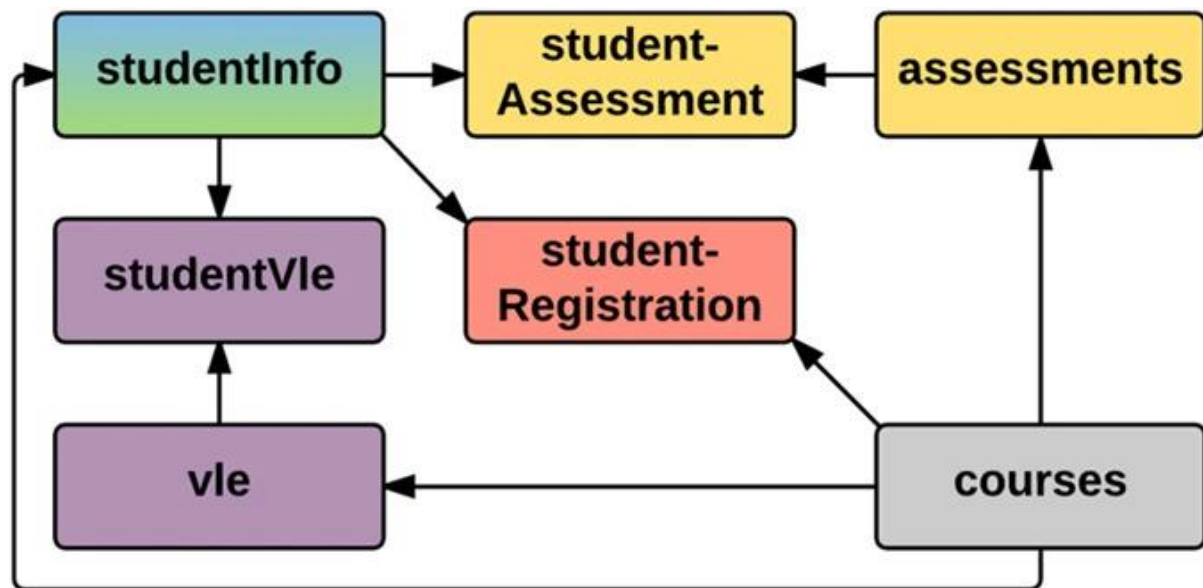 studentInfo
student-
Assessment
assessments
studentVle
student-
Registration
vle
courses